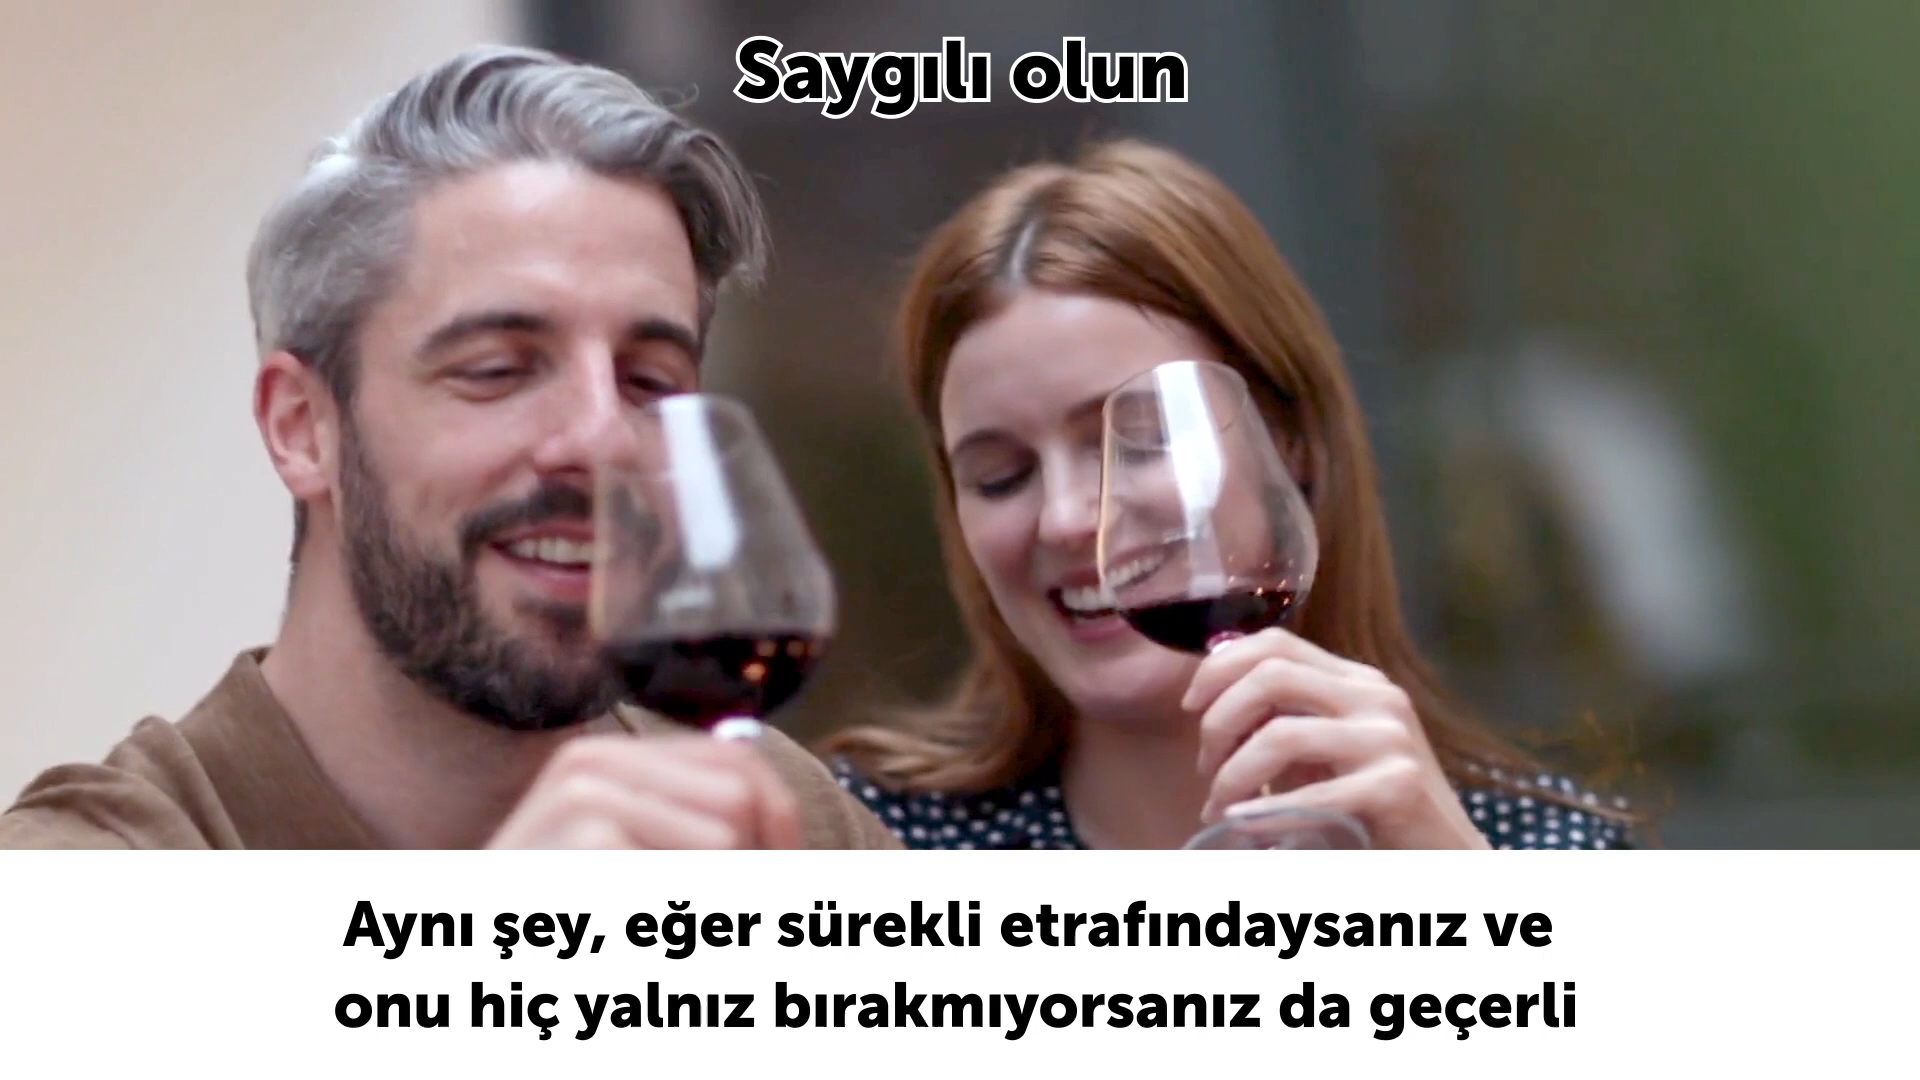 Saygılı olun
Aynı şey, eğer sürekli etrafındaysanız ve
onu hiç yalnız bırakmıyorsanız da geçerli